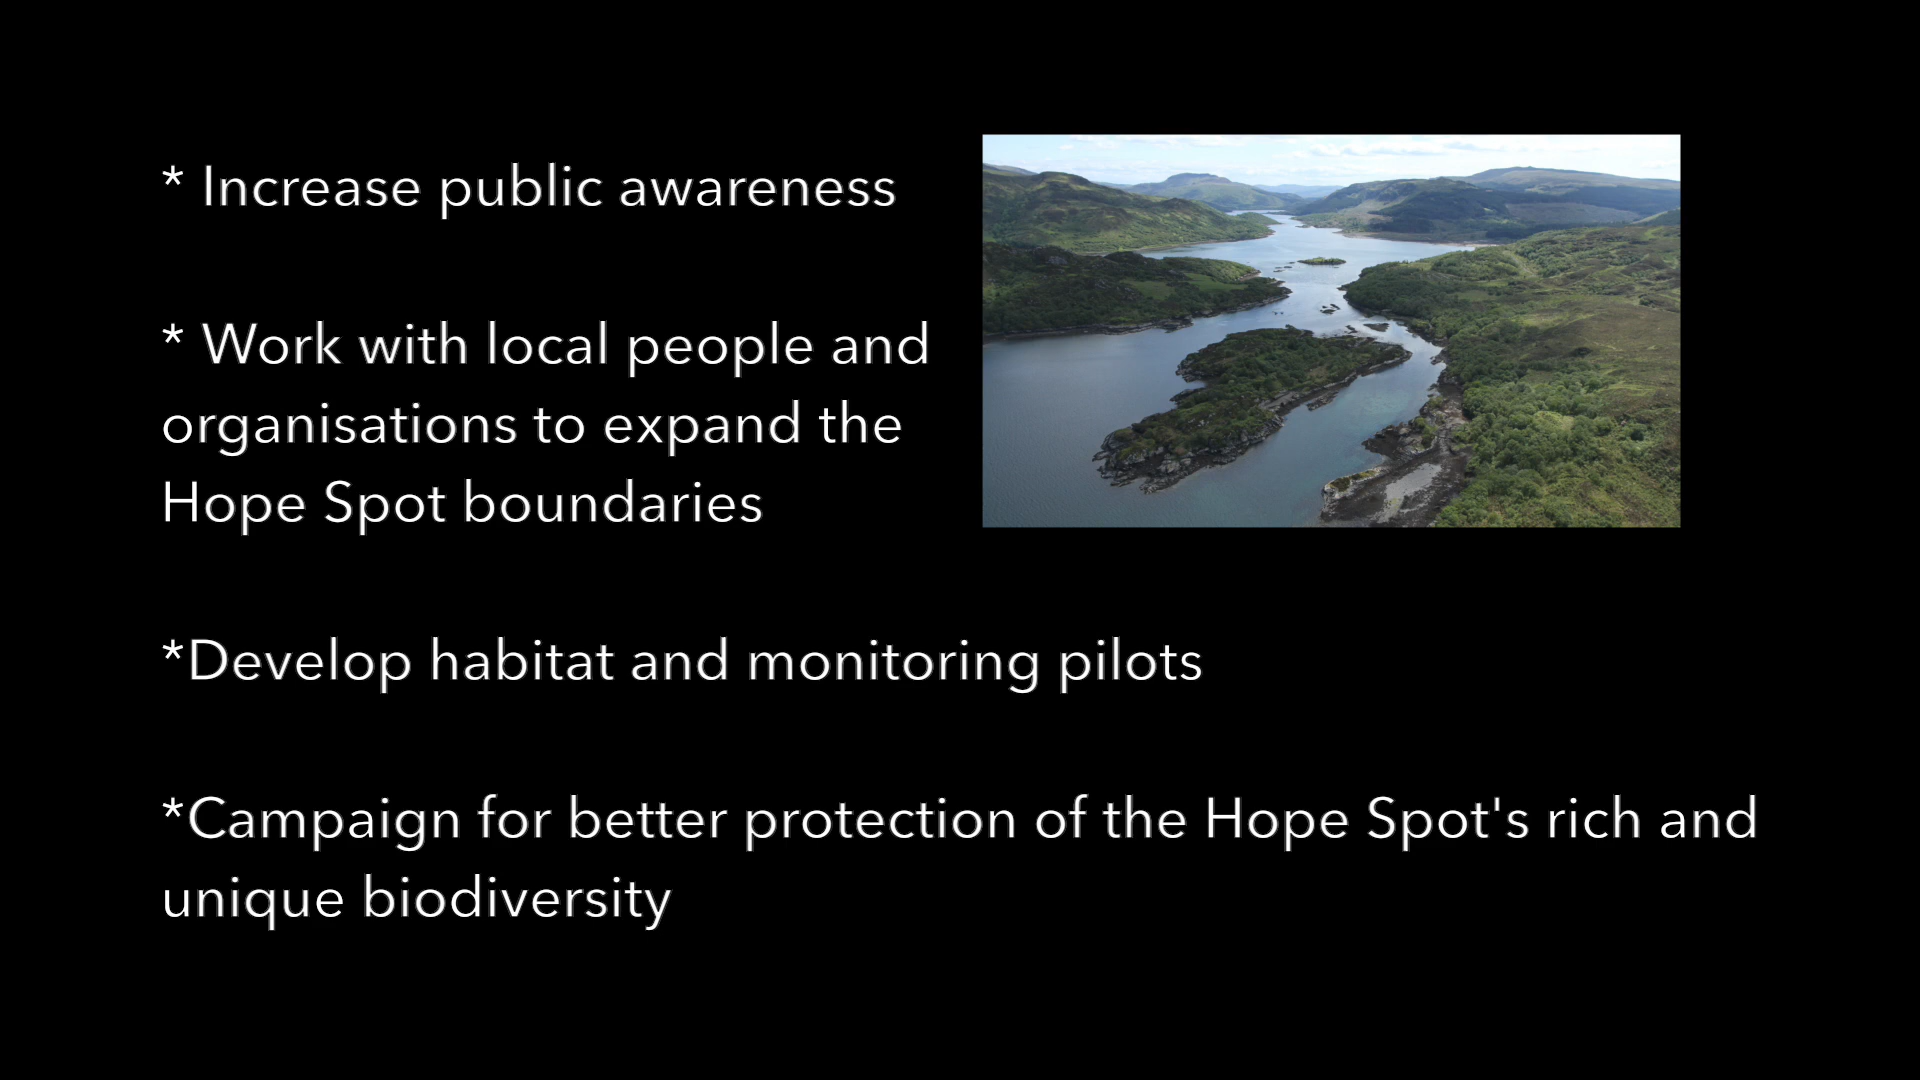 * Increase public awareness
* Work with local people and
organisations to expand the
Hope Spot boundaries
*Develop habitat and monitoring pilots
*Campaign for better protection of the Hope Spot's rich and
unique biodiversity